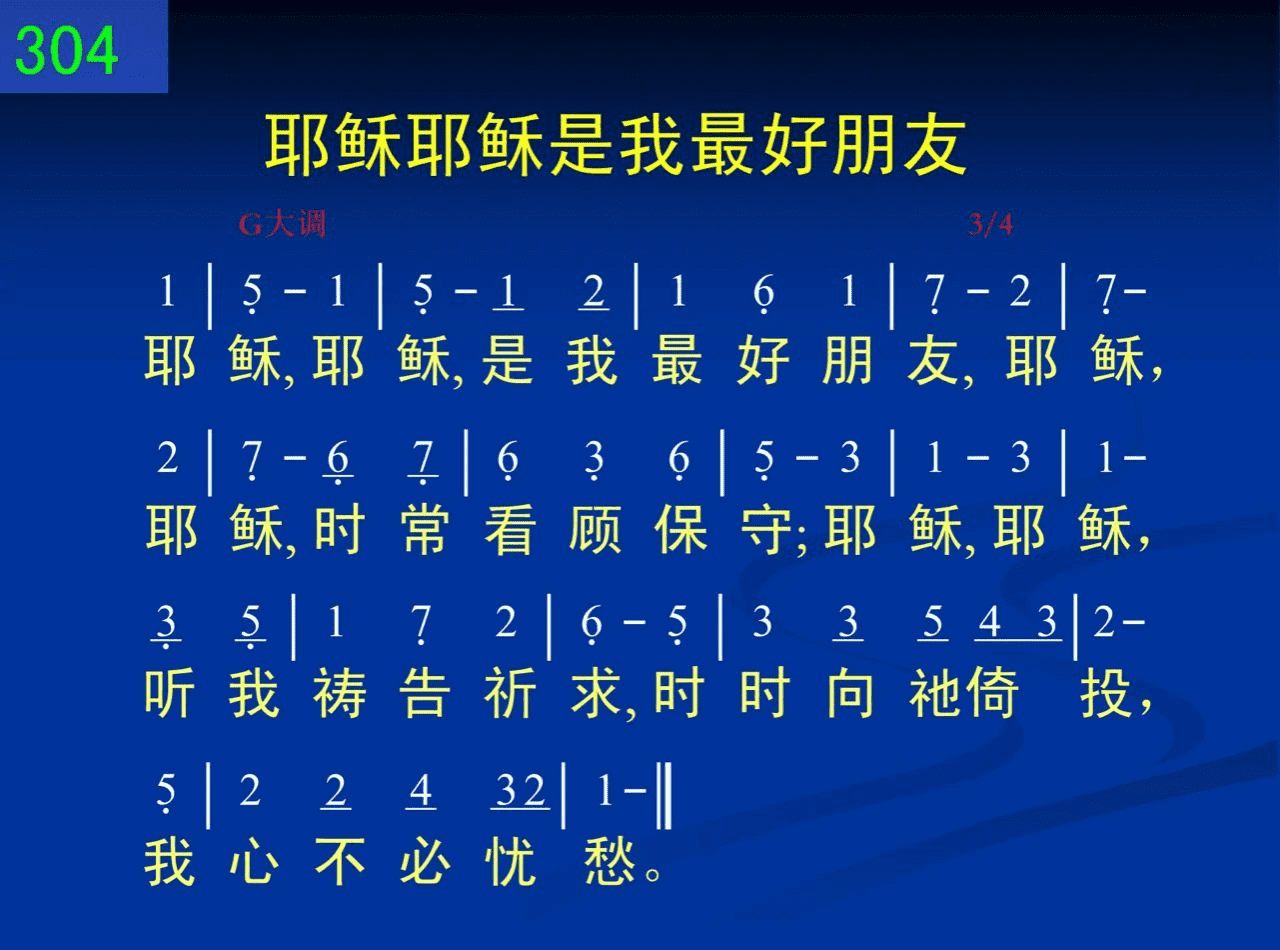 304
耶稣耶稣是我最好朋友
G大调 3/4
1 | 5̣ - 1 | 5̣ - 1̲ 2̲ | 1 6̣ 1 | 7̣ - 2 | 7̣ -
耶 稣, 耶 稣, 是 我 最 好 朋 友, 耶 稣,
2 | 7̣ - 6̣̲ 7̣̲ | 6̣ 3̣ 6̣ | 5̣ - 3 | 1 - 3 | 1 -
耶 稣, 时 常 看 顾 保 守; 耶 稣, 耶 稣,
3̣̲ 5̣̲ | 1 7̣ 2 | 6̣ - 5̣ | 3 3̲ 5̲ 4̲ 3̲ | 2 -
听 我 祷 告 祈 求, 时 时 向 祂 倚 投,
5̣ | 2 2̲ 4̲ 3̲2̲ | 1 - ‖
我 心 不 必 忧 愁。